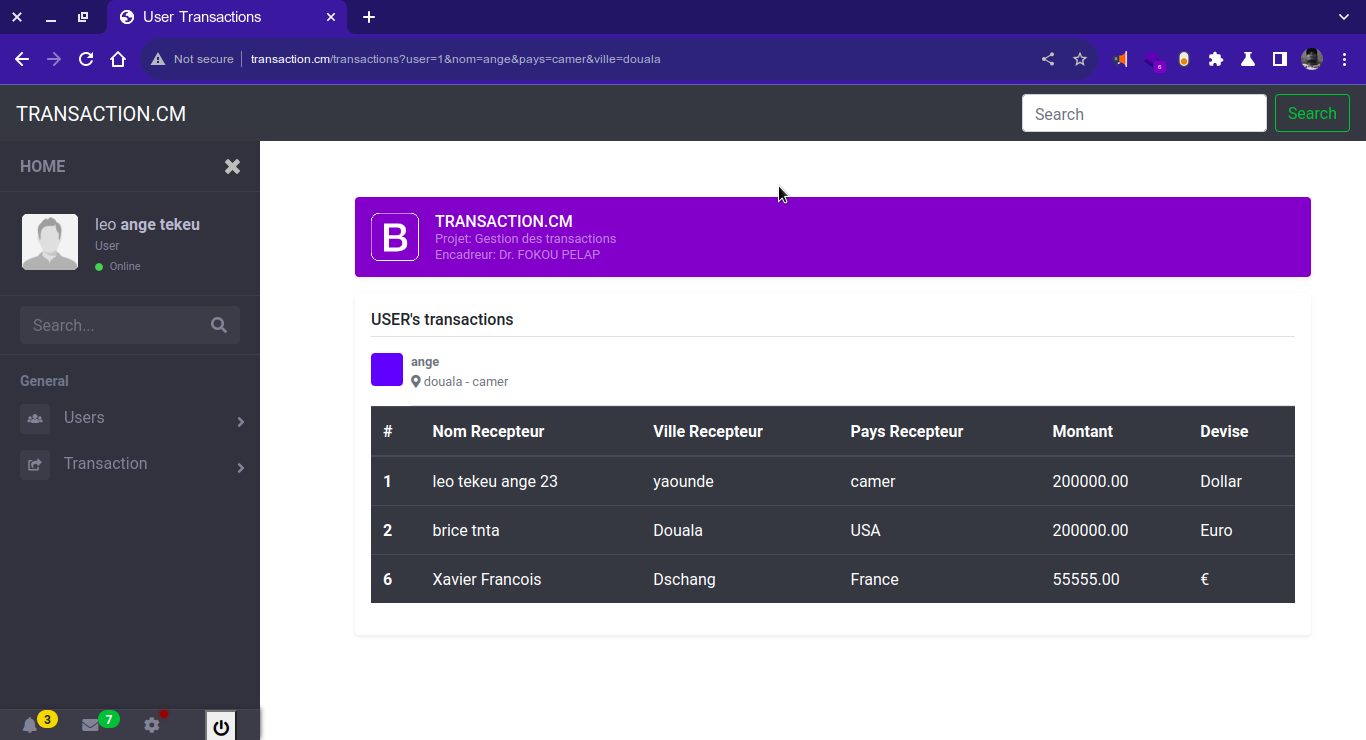 User Transactions
Not secure
transaction.cm/transactions?user=1&nom=ange&pays=camer&ville=douala
6
TRANSACTION.CM
Search
Search
HOME
leo ange tekeu
User
Online
Search...
General
Users
Transaction
3
7
B
TRANSACTION.CM
Projet: Gestion des transactions
Encadreur: Dr. FOKOU PELAP
USER's transactions
ange
douala - camer
# Nom Recepteur Ville Recepteur Pays Recepteur Montant Devise
1 leo tekeu ange 23 yaounde camer 200000.00 Dollar
2 brice tnta Douala USA 200000.00 Euro
6 Xavier Francois Dschang France 55555.00 €